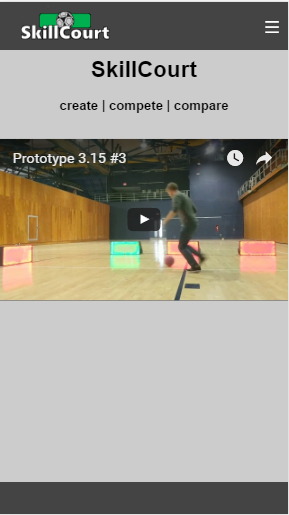 SkillCourt
SkillCourt
create | compete | compare
Prototype 3.15 #3